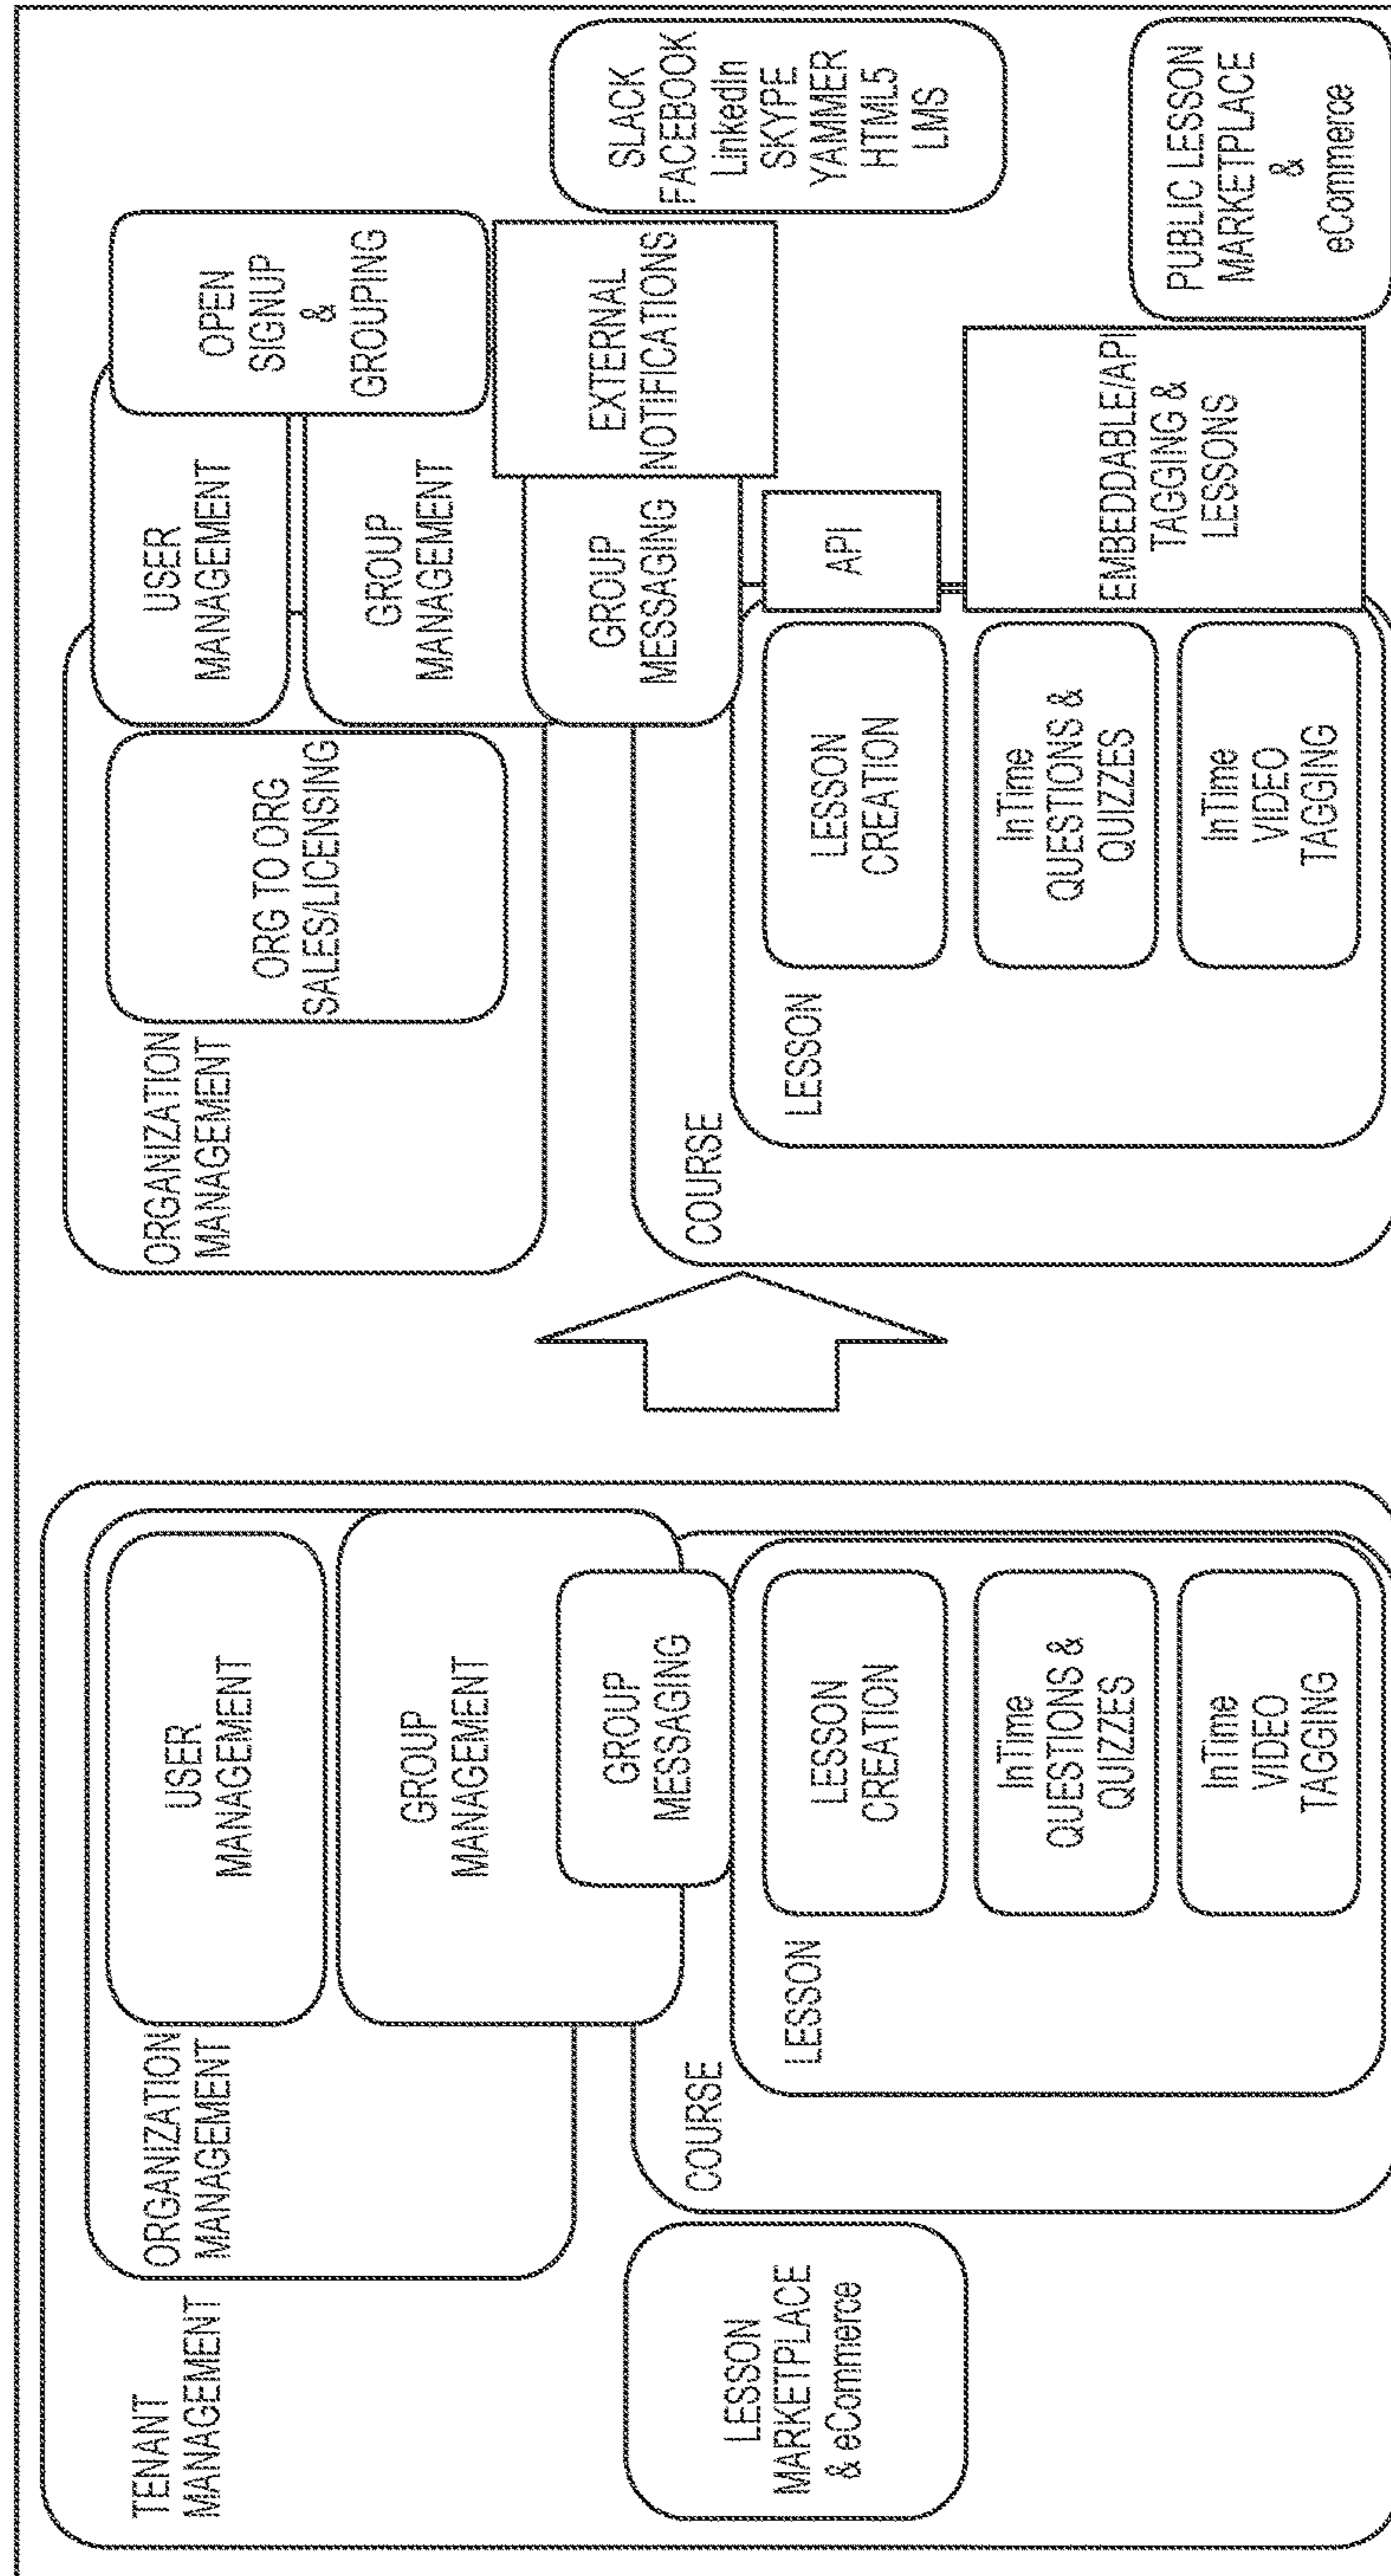 TENANT
MANAGEMENT
ORGANIZATION
MANAGEMENT
USER
MANAGEMENT
GROUP
MANAGEMENT
GROUP
MESSAGING
LESSON
MARKETPLACE
& eCommerce
COURSE
LESSON
LESSON
CREATION
InTime
QUESTIONS &
QUIZZES
InTime
VIDEO
TAGGING
ORGANIZATION
MANAGEMENT
ORG TO ORG
SALES/LICENSING
USER
MANAGEMENT
GROUP
MANAGEMENT
OPEN
SIGNUP
&
GROUPING
GROUP
MESSAGING
EXTERNAL
NOTIFICATIONS
SLACK
FACEBOOK
LinkedIn
SKYPE
YAMMER
HTML5
LMS
COURSE
LESSON
LESSON
CREATION
InTime
QUESTIONS &
QUIZZES
InTime
VIDEO
TAGGING
API
EMBEDDABLE/API
TAGGING &
LESSONS
PUBLIC LESSON
MARKETPLACE
&
eCommerce